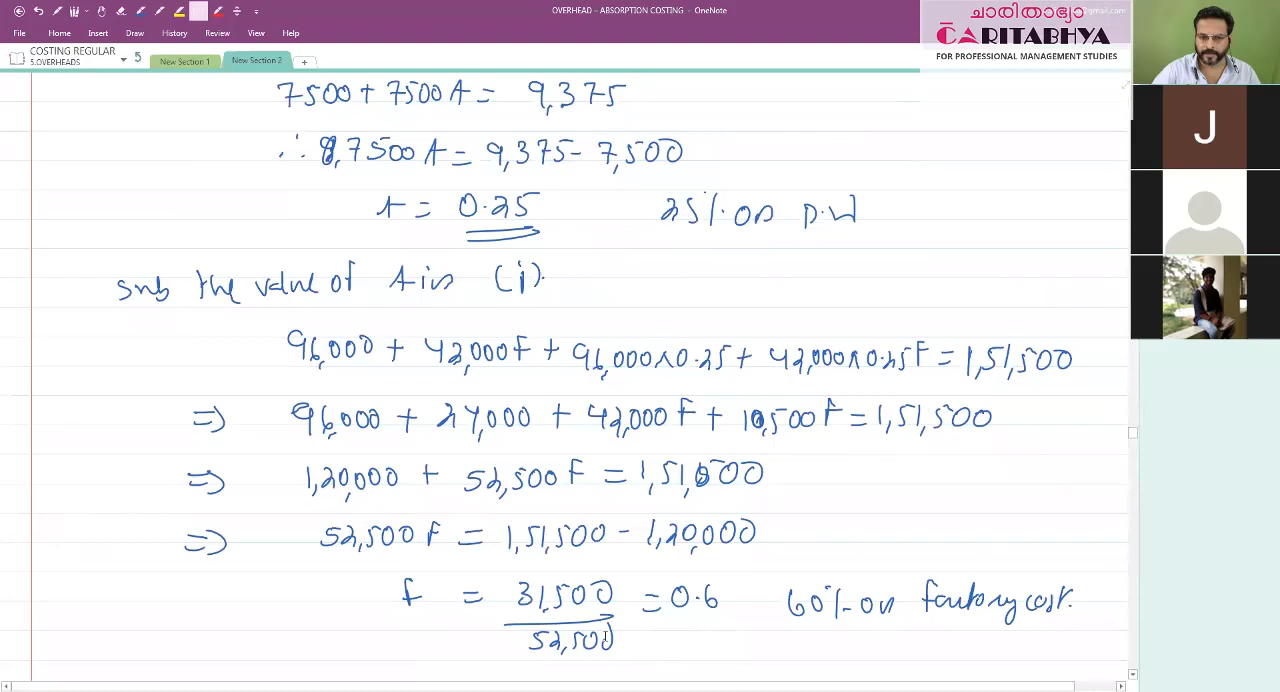 OVERHEAD – ABSORPTION COSTING - OneNote
File Home Insert Draw History Review View Help
COSTING REGULAR
5.OVERHEADS
5
New Section 1 New Section 2 +
ചാരിതാഭ്യാ
CARITABHYA
FOR PROFESSIONAL MANAGEMENT STUDIES
@gmail.com
J
7500 + 7500 A = 9,375
∴ 7500 A = 9,375 - 7,500
A = 0.25 25% on D.W
Sub the value of A in (i).
96,000 + 42,000F + 96,000 x 0.25 + 42,000 x 0.25F = 1,51,500
=> 96,000 + 24,000 + 42,000 F + 10,500 F = 1,51,500
=> 1,20,000 + 52,500 F = 1,51,500
=> 52,500 F = 1,51,500 - 1,20,000
F = 31,500 = 0.6 60% on factory cost.
52,500